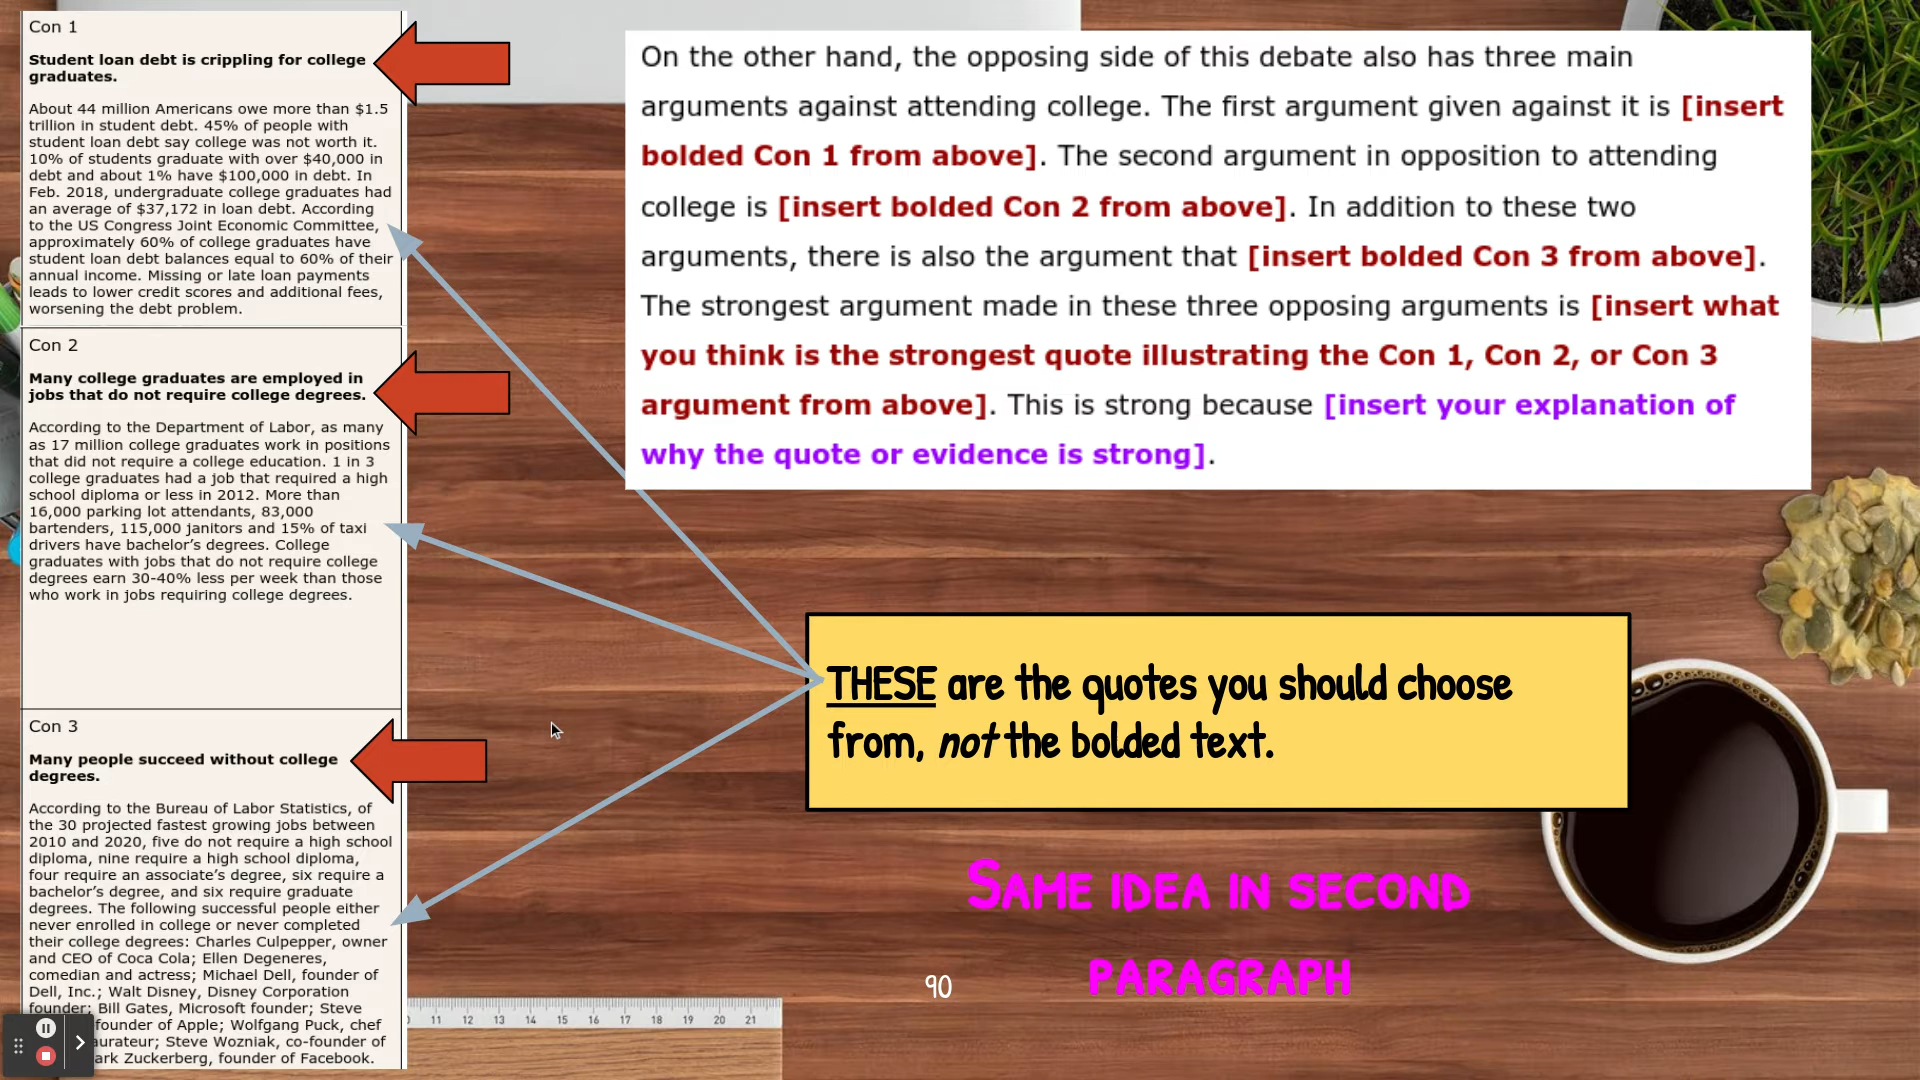 Con 1
Student loan debt is crippling for college
graduates.
About 44 million Americans owe more than $1.5
trillion in student debt. 45% of people with
student loan debt say college was not worth it.
10% of students graduate with over $40,000 in
debt and about 1% have $100,000 in debt. In
Feb. 2018, undergraduate college graduates had
an average of $37,172 in loan debt. According
to the US Congress Joint Economic Committee,
approximately 60% of college graduates have
student loan debt balances equal to 60% of their
annual income. Missing or late loan payments
leads to lower credit scores and additional fees,
worsening the debt problem.
Con 2
Many college graduates are employed in
jobs that do not require college degrees.
According to the Department of Labor, as many
as 17 million college graduates work in positions
that did not require a college education. 1 in 3
college graduates had a job that required a high
school diploma or less in 2012. More than
16,000 parking lot attendants, 83,000
bartenders, 115,000 janitors and 15% of taxi
drivers have bachelor's degrees. College
graduates with jobs that do not require college
degrees earn 30-40% less per week than those
who work in jobs requiring college degrees.
Con 3
Many people succeed without college
degrees.
According to the Bureau of Labor Statistics, of
the 30 projected fastest growing jobs between
2010 and 2020, five do not require a high school
diploma, nine require a high school diploma,
four require an associate's degree, six require a
bachelor's degree, and six require graduate
degrees. The following successful people either
never enrolled in college or never completed
their college degrees: Charles Culpepper, owner
and CEO of Coca Cola; Ellen Degeneres,
comedian and actress; Michael Dell, founder of
Dell, Inc.; Walt Disney, Disney Corporation
founder; Bill Gates, Microsoft founder; Steve
founder of Apple; Wolfgang Puck, chef
aurateur; Steve Wozniak, co-founder of
ark Zuckerberg, founder of Facebook.
On the other hand, the opposing side of this debate also has three main
arguments against attending college. The first argument given against it is [insert
bolded Con 1 from above]. The second argument in opposition to attending
college is [insert bolded Con 2 from above]. In addition to these two
arguments, there is also the argument that [insert bolded Con 3 from above].
The strongest argument made in these three opposing arguments is [insert what
you think is the strongest quote illustrating the Con 1, Con 2, or Con 3
argument from above]. This is strong because [insert your explanation of
why the quote or evidence is strong].
THESE are the quotes you should choose
from, not the bolded text.
SAME IDEA IN SECOND
PARAGRAPH
90
11 12 13 14 15 16 17 18 19 20 21